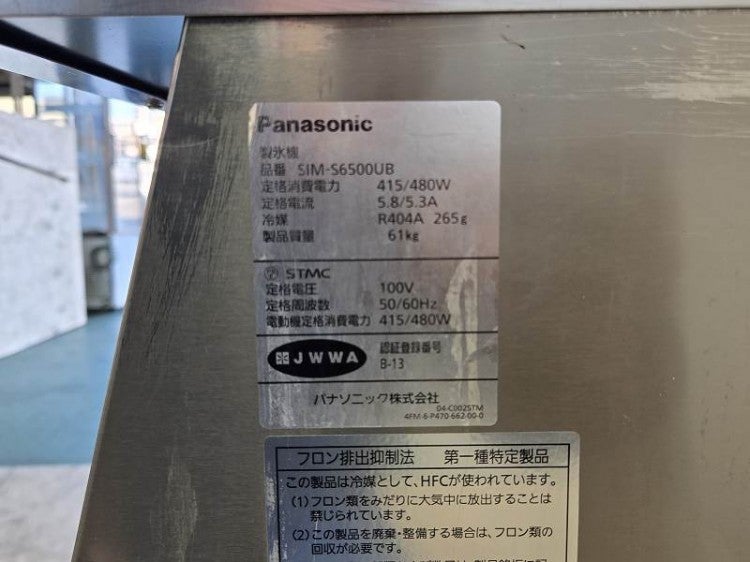 Panasonic
製氷機
品番 SIM-S6500UB
定格消費電力 415/480W
定格電流 5.8/5.3A
冷媒 R404A 265g
製品質量 61kg
STMC
定格電圧 100V
定格周波数 50/60Hz
電動機定格消費電力 415/480W
JWWA 認証登録番号
B-13
パナソニック株式会社
04-C0025TM
4FM-6-P470-662-00-0
フロン排出抑制法 第一種特定製品
この製品は冷媒として、HFCが使われています。
(1)フロン類をみだりに大気中に放出することは
禁じられています。
(2)この製品を廃棄・整備する場合は、フロン類の
回収が必要です。